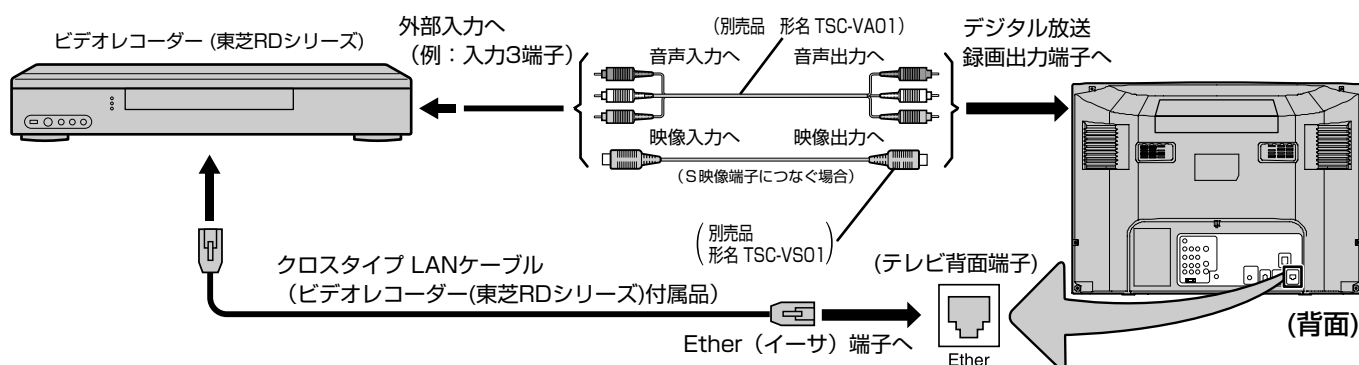 ビデオレコーダー (東芝RDシリーズ)
外部入力へ
(例：入力3端子)
(別売品 形名 TSC-VA01)
音声入力へ
音声出力へ
映像入力へ
映像出力へ
(S映像端子につなぐ場合)
デジタル放送
録画出力端子へ
別売品
形名 TSC-VS01
クロスタイプ LANケーブル
(ビデオレコーダー(東芝RDシリーズ)付属品)
Ether（イーサ）端子へ
(テレビ背面端子)
Ether
(背面)